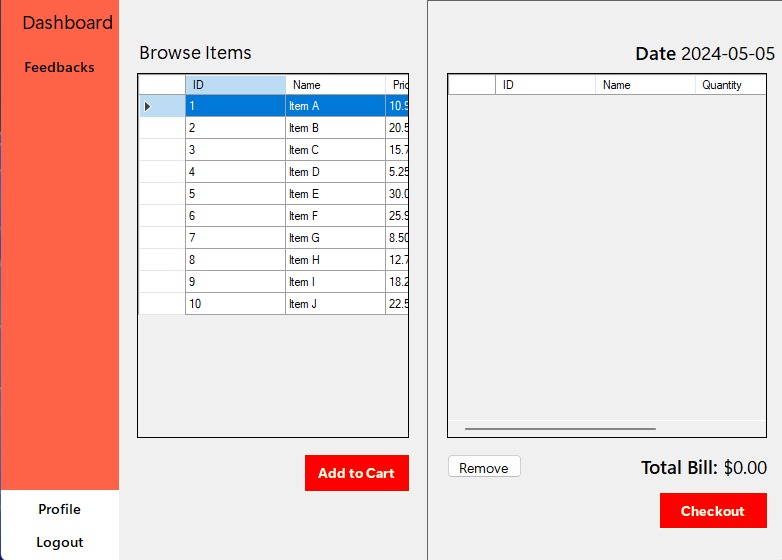 Dashboard
Feedbacks
Profile
Logout
Browse Items
ID Name Pric
1 Item A 10.9
2 Item B 20.5
3 Item C 15.7
4 Item D 5.25
5 Item E 30.0
6 Item F 25.9
7 Item G 8.50
8 Item H 12.7
9 Item I 18.2
10 Item J 22.5
Add to Cart
Date 2024-05-05
ID Name Quantity
Remove
Total Bill: $0.00
Checkout